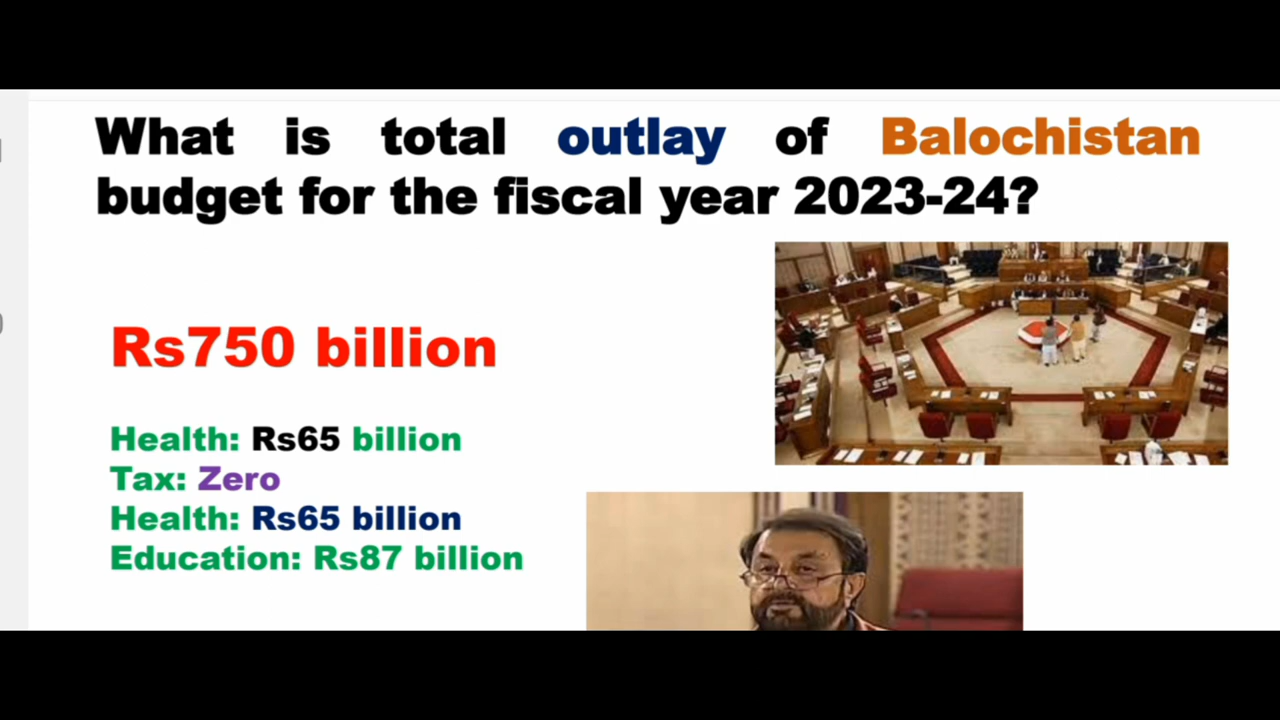 What is total outlay of Balochistan
budget for the fiscal year 2023-24?
Rs750 billion
Health: Rs65 billion
Tax: Zero
Health: Rs65 billion
Education: Rs87 billion